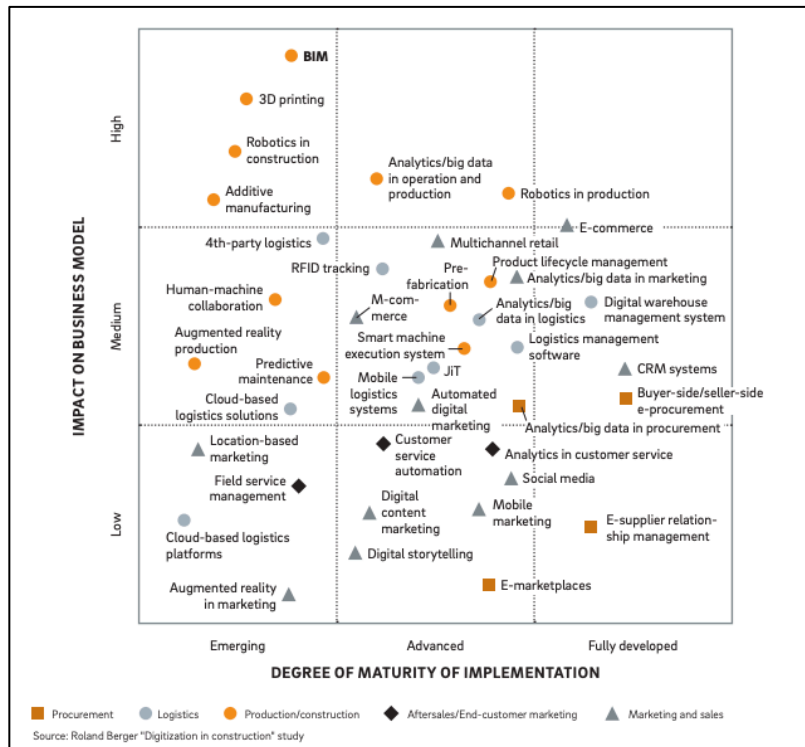 BIM
3D printing
Robotics in
construction
Additive
manufacturing
Analytics/big data
in operation and
production
Robotics in production
High
E-commerce
4th-party logistics
Multichannel retail
RFID tracking
Product lifecycle management
Pre-
fabrication
Analytics/big data in marketing
Human-machine
collaboration
M-com-
merce
Analytics/big
data in logistics
Digital warehouse
management system
Augmented reality
production
Smart machine
execution system
Logistics management
software
Predictive
maintenance
JiT
CRM systems
Mobile
logistics
systems
Cloud-based
logistics solutions
Automated
digital
marketing
Buyer-side/seller-side
e-procurement
Analytics/big data in procurement
Medium
IMPACT ON BUSINESS MODEL
Location-based
marketing
Customer
service
automation
Analytics in customer service
Field service
management
Social media
Digital
content
marketing
Mobile
marketing
Cloud-based logistics
platforms
E-supplier relation-
ship management
Digital storytelling
Augmented reality
in marketing
E-marketplaces
Low
Emerging
Advanced
Fully developed
DEGREE OF MATURITY OF IMPLEMENTATION
Procurement
Logistics
Production/construction
Aftersales/End-customer marketing
Marketing and sales
Source: Roland Berger "Digitization in construction" study